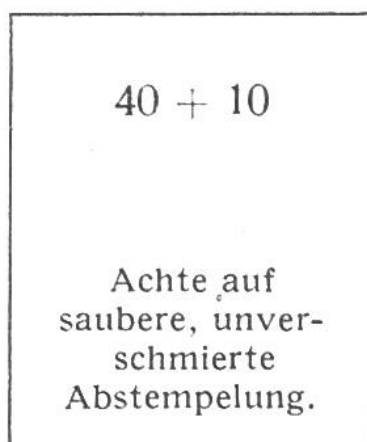 40 + 10
Achte auf
saubere, unver-
schmierte
Abstempelung.